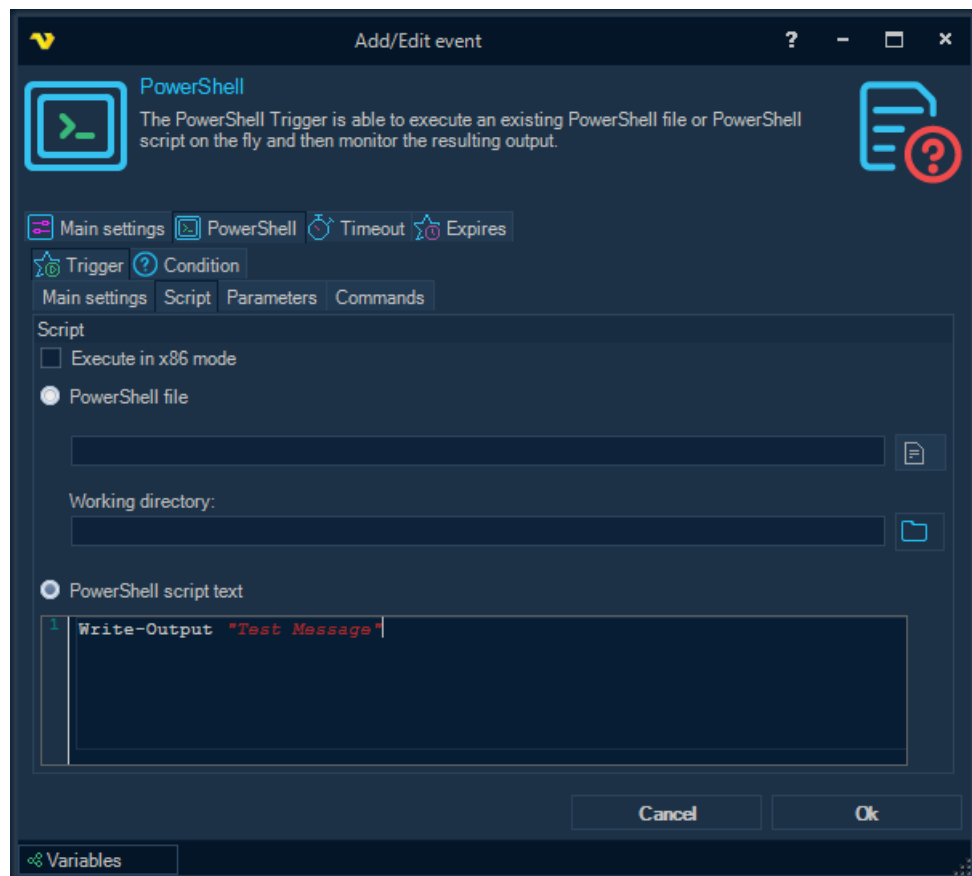 Add/Edit event
PowerShell
The PowerShell Trigger is able to execute an existing PowerShell file or PowerShell
script on the fly and then monitor the resulting output.
Main settings PowerShell Timeout Expires
Trigger Condition
Main settings Script Parameters Commands
Script
Execute in x86 mode
PowerShell file
Working directory:
PowerShell script text
1 Write-Output "Test Message"
Cancel Ok
Variables